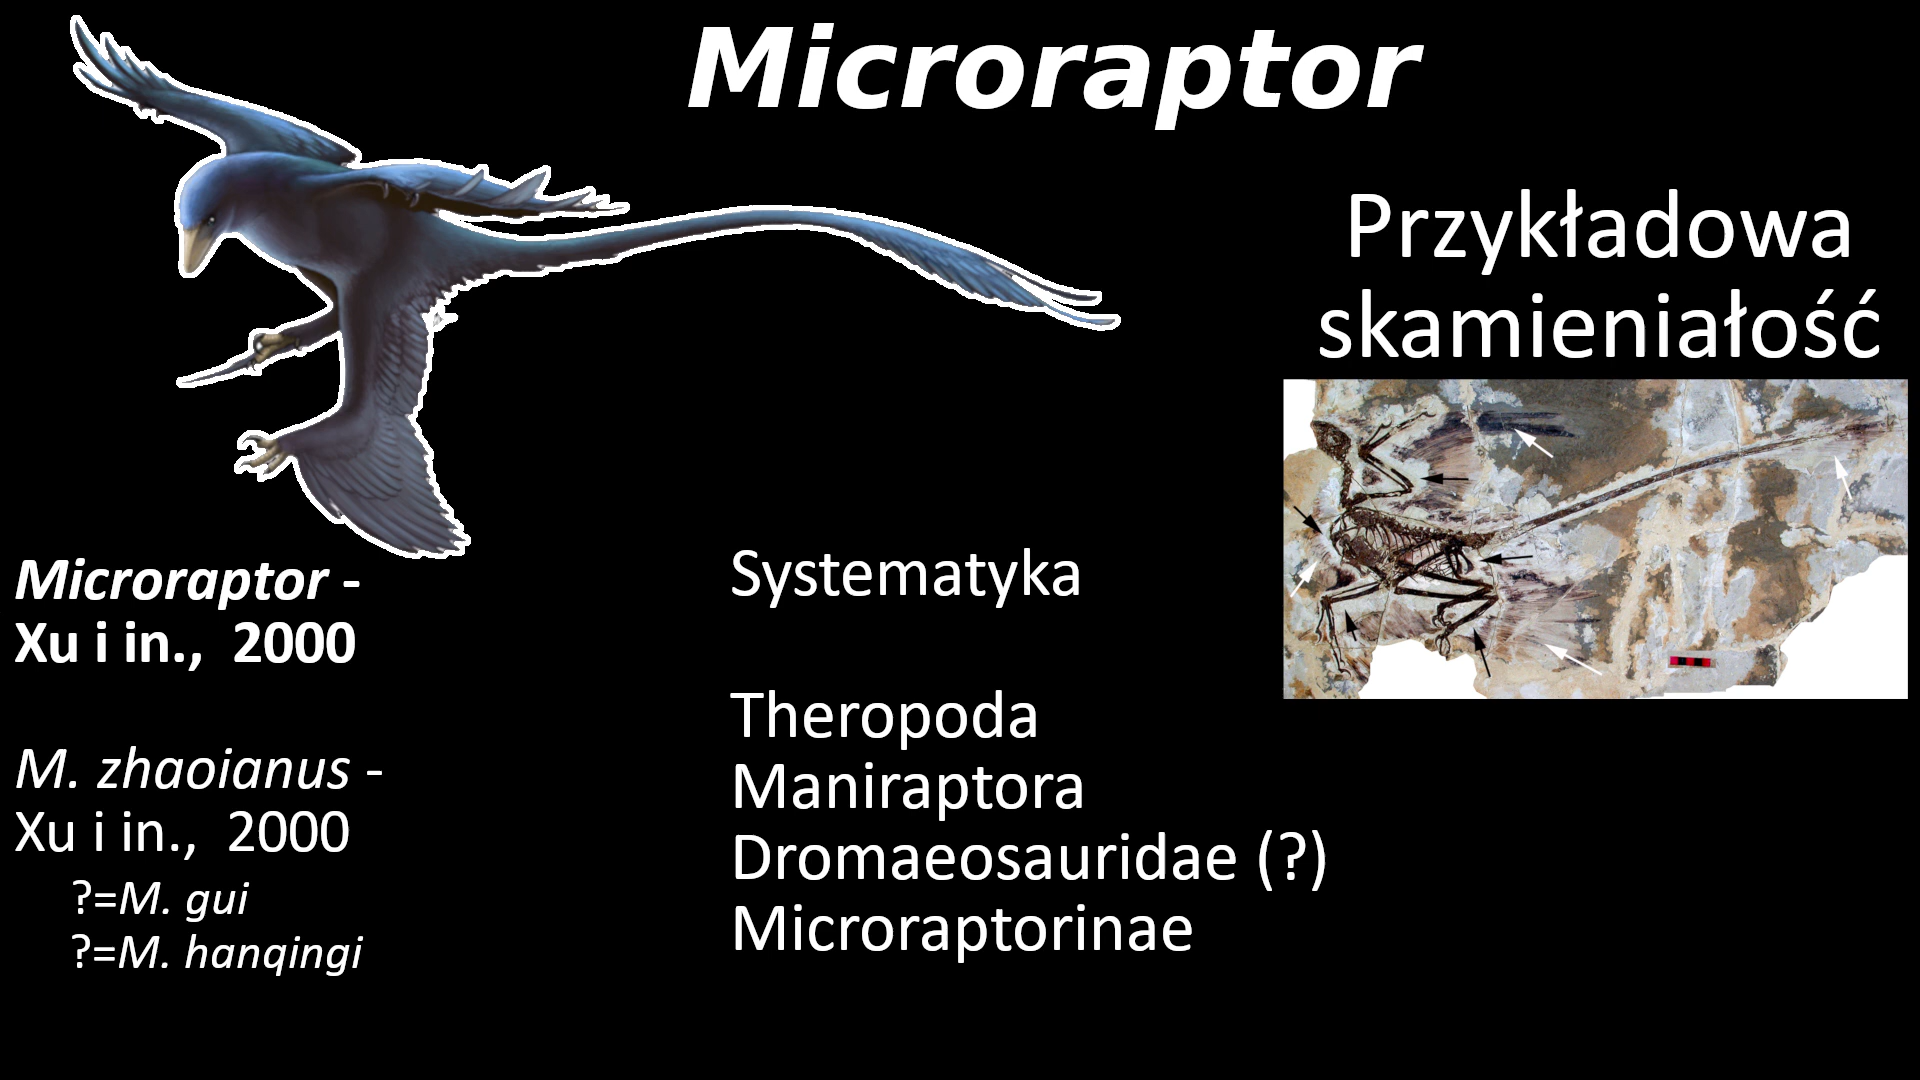 Microraptor
Przykładowa
skamieniałość
Microraptor -
Xu i in.,  2000
M. zhaoianus -
Xu i in.,  2000
?=M. gui
?=M. hanqingi
Systematyka
Theropoda
Maniraptora
Dromaeosauridae (?)
Microraptorinae